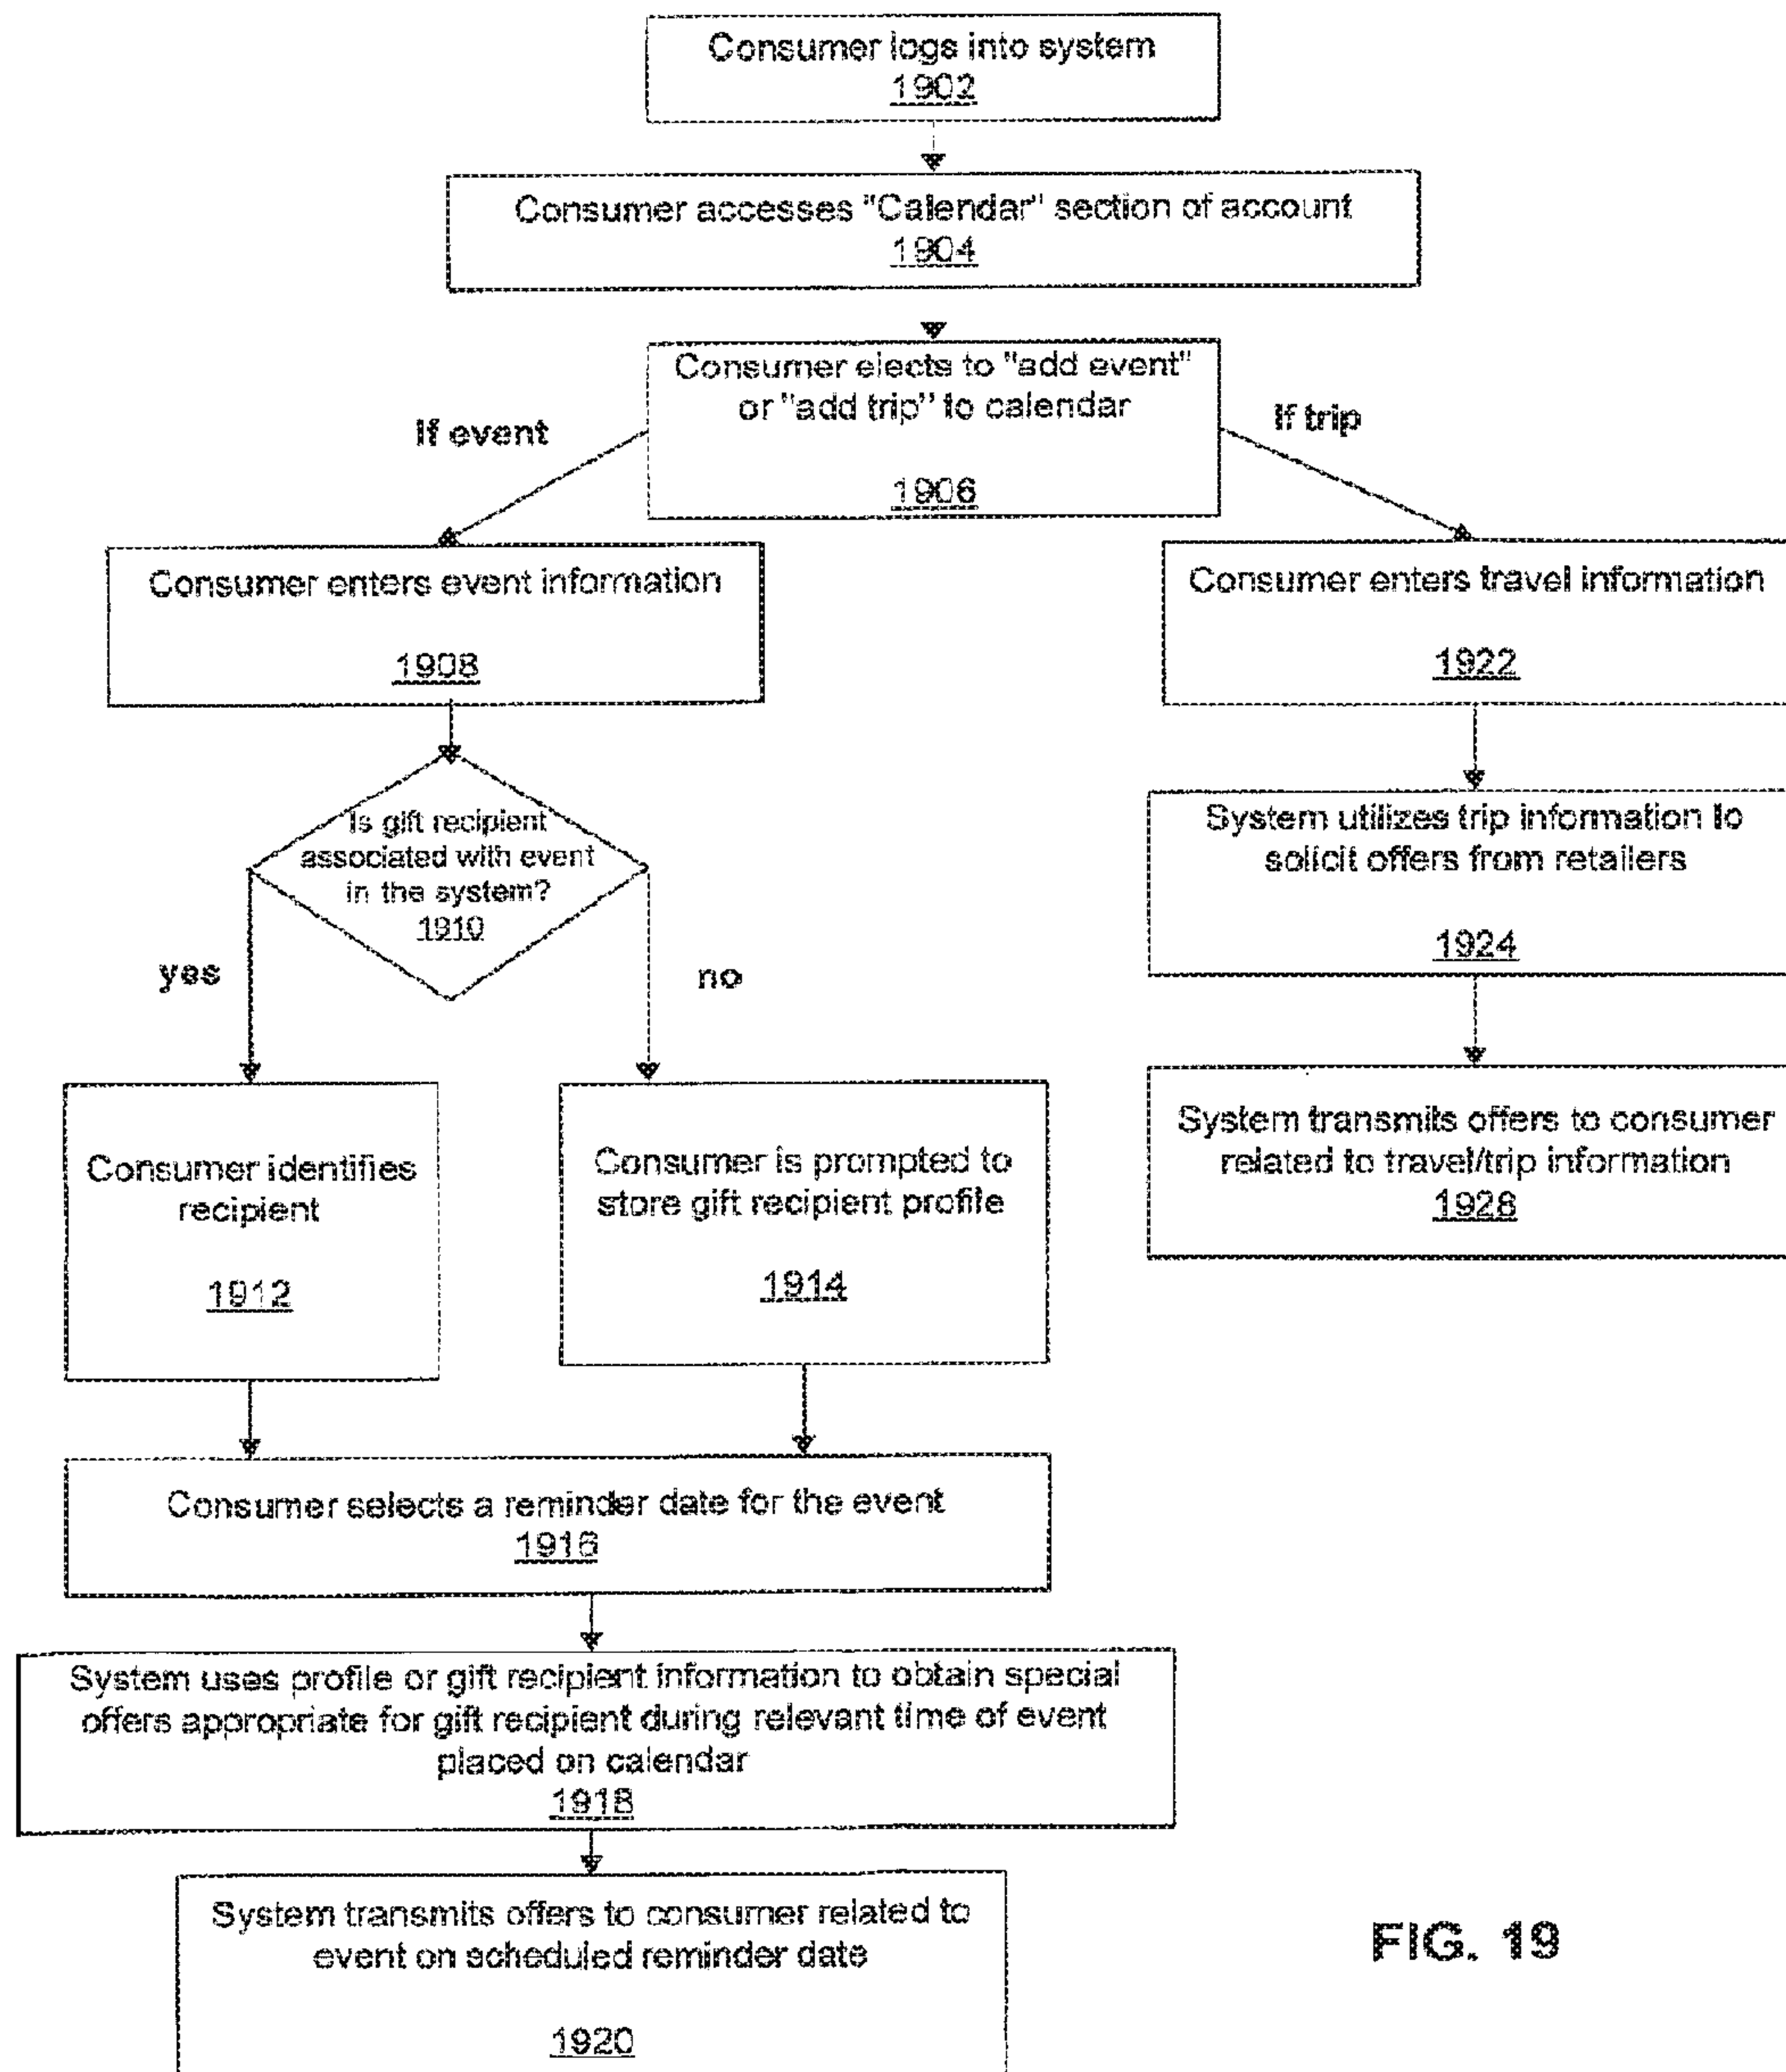 Consumer logs into system
1902
Consumer accesses "Calendar" section of account
1904
Consumer elects to "add event"
or "add trip" to calendar
1906
If event
If trip
Consumer enters event information
1908
Consumer enters travel information
1922
Is gift recipient
associated with event
in the system?
1910
yes
no
System utilizes trip information to
solicit offers from retailers
1924
Consumer identifies
recipient
1912
Consumer is prompted to
store gift recipient profile
1914
System transmits offers to consumer
related to travel/trip information
1926
Consumer selects a reminder date for the event
1916
System uses profile or gift recipient information to obtain special
offers appropriate for gift recipient during relevant time of event
placed on calendar
1918
System transmits offers to consumer related to
event on scheduled reminder date
1920
FIG. 19